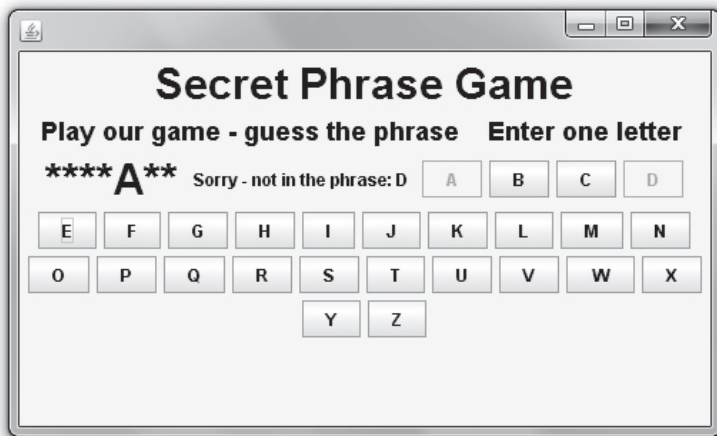 Secret Phrase Game
Play our game - guess the phrase Enter one letter
****A** Sorry - not in the phrase: D A B C D
E F G H I J K L M N
O P Q R S T U V W X
Y Z